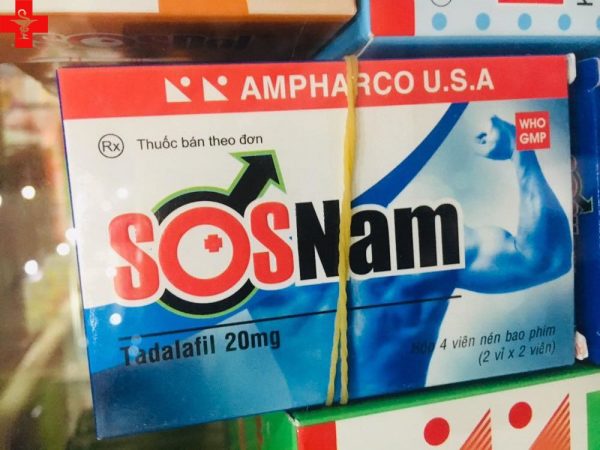 AMPHARCO U.S.A
Rx Thuốc bán theo đơn
WHO
GMP
SOSNam
Tadalafil 20mg
Hộp 4 viên nén bao phim
(2 vỉ x 2 viên)